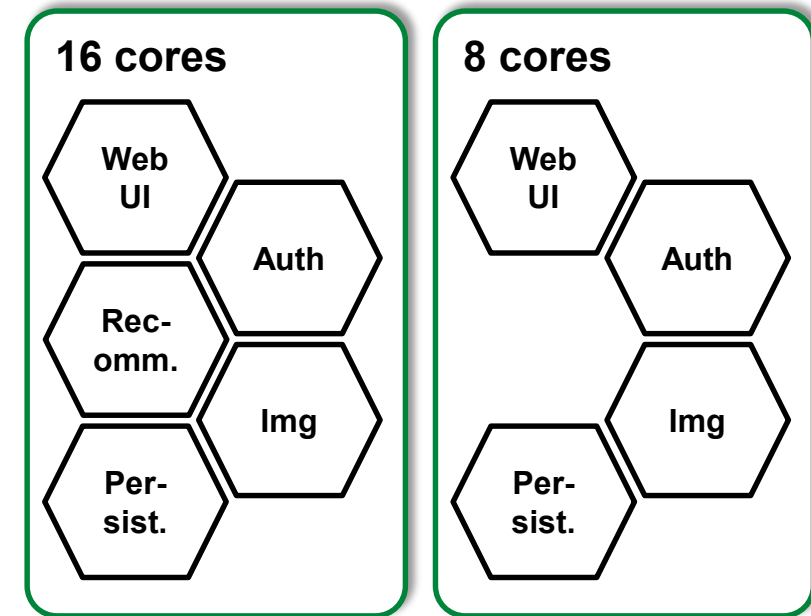 16 cores
Web
UI
Auth
Rec-
omm.
Img
Per-
sist.
8 cores
Web
UI
Auth
Img
Per-
sist.